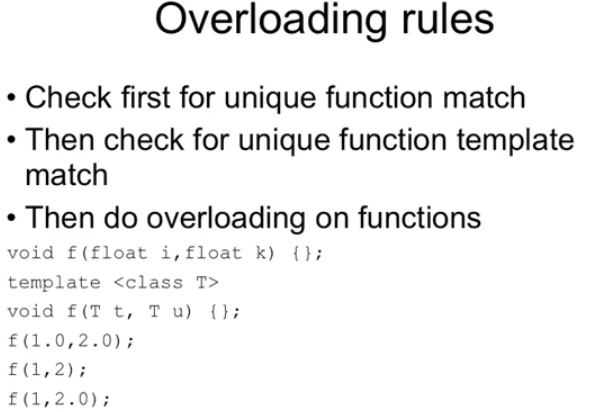 Overloading rules
• Check first for unique function match
• Then check for unique function template
match
• Then do overloading on functions
void f(float i,float k) {};
template <class T>
void f(T t, T u) {};
f(1.0,2.0);
f(1,2);
f(1,2.0);